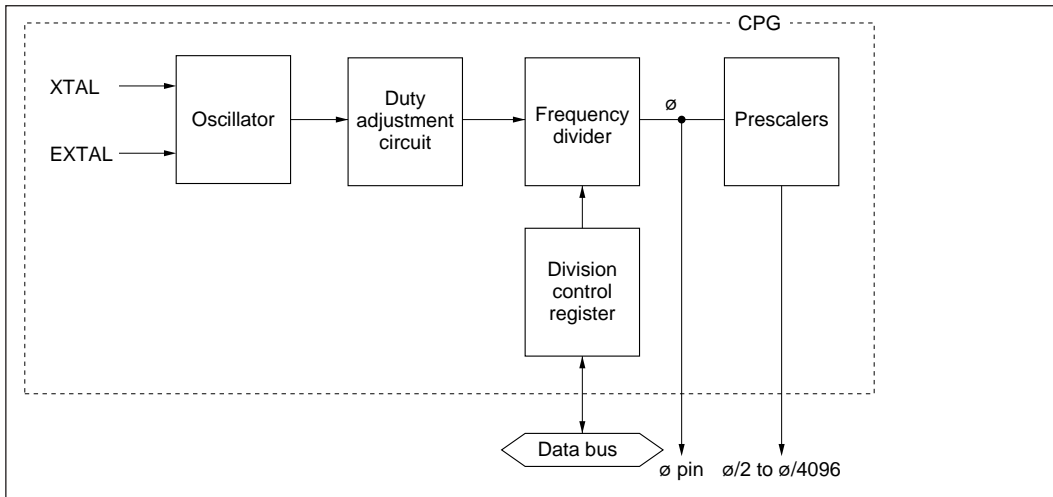 CPG
XTAL
EXTAL
Oscillator
Duty
adjustment
circuit
Frequency
divider
ø
Prescalers
Division
control
register
Data bus
ø pin
ø/2 to ø/4096